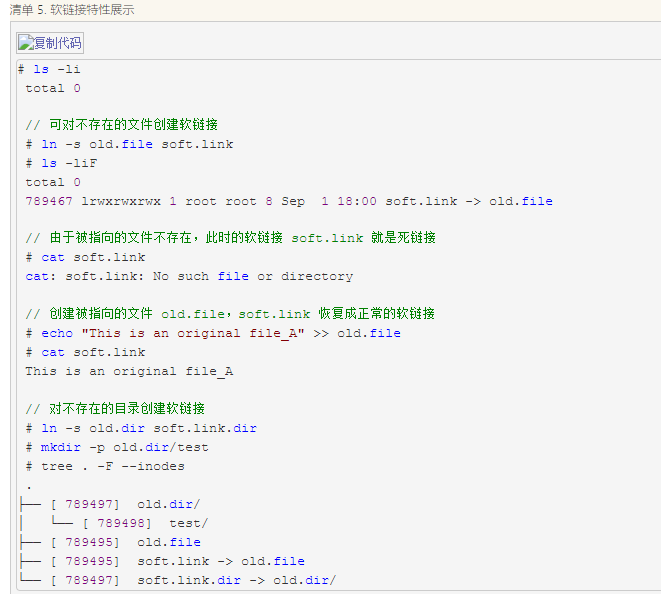 清单 5. 软链接特性展示
复制代码
# ls -li
total 0
// 可对不存在的文件创建软链接
# ln -s old.file soft.link
# ls -liF
total 0
789467 lrwxrwxrwx 1 root root 8 Sep  1 18:00 soft.link -> old.file
// 由于被指向的文件不存在，此时的软链接 soft.link 就是死链接
# cat soft.link
cat: soft.link: No such file or directory
// 创建被指向的文件 old.file，soft.link 恢复成正常的软链接
# echo "This is an original file_A" >> old.file
# cat soft.link
This is an original file_A
// 对不存在的目录创建软链接
# ln -s old.dir soft.link.dir
# mkdir -p old.dir/test
# tree . -F --inodes
.
├── [ 789497]  old.dir/
│   └── [ 789498]  test/
├── [ 789495]  old.file
├── [ 789495]  soft.link -> old.file
└── [ 789497]  soft.link.dir -> old.dir/